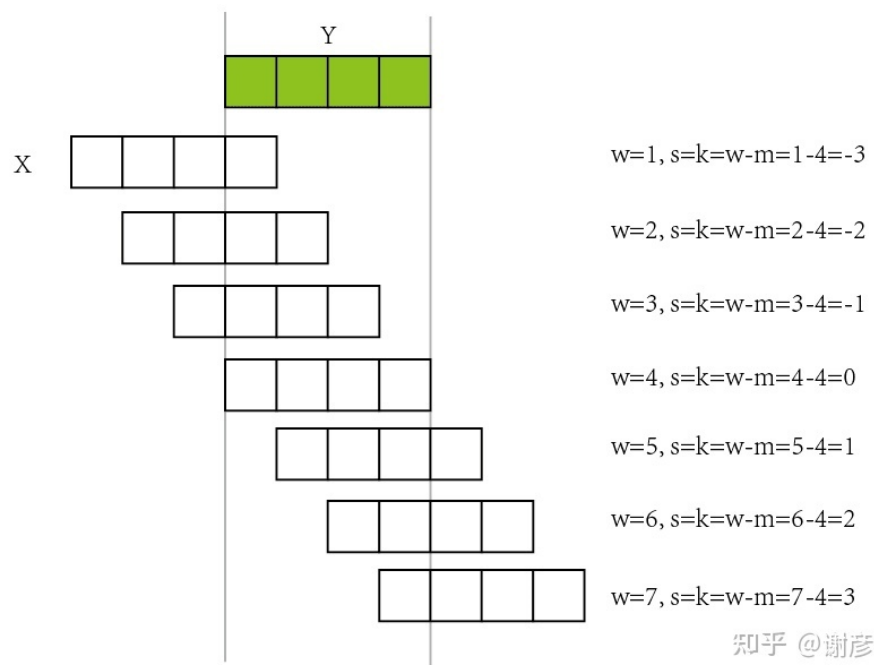 Y
X
w=1, s=k=w-m=1-4=-3
w=2, s=k=w-m=2-4=-2
w=3, s=k=w-m=3-4=-1
w=4, s=k=w-m=4-4=0
w=5, s=k=w-m=5-4=1
w=6, s=k=w-m=6-4=2
w=7, s=k=w-m=7-4=3
知乎 @谢彦